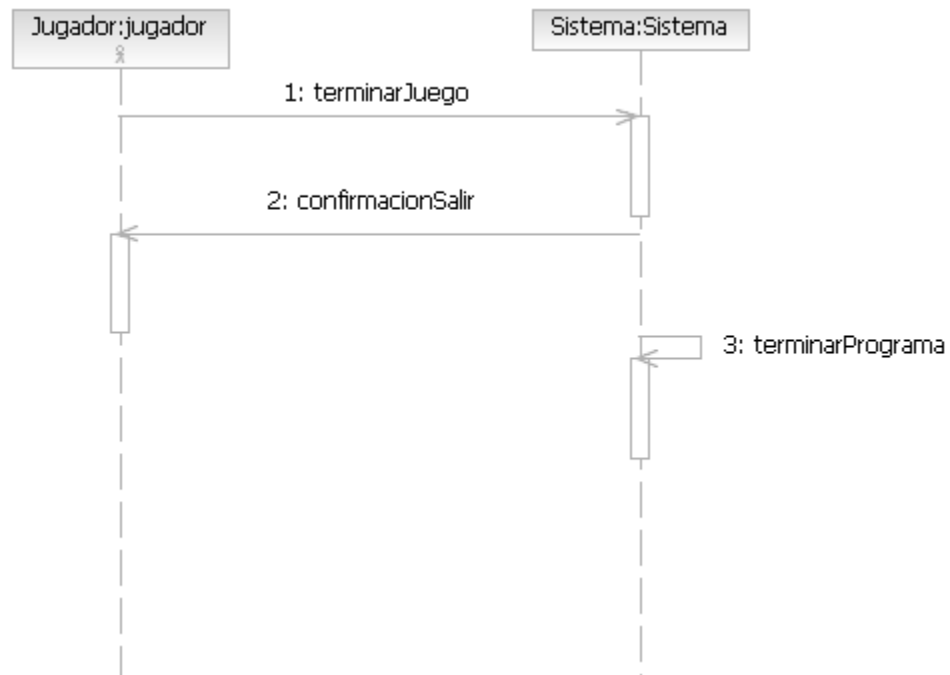 Jugador:jugador
Sistema:Sistema
1: terminarJuego
2: confirmacionSalir
3: terminarPrograma